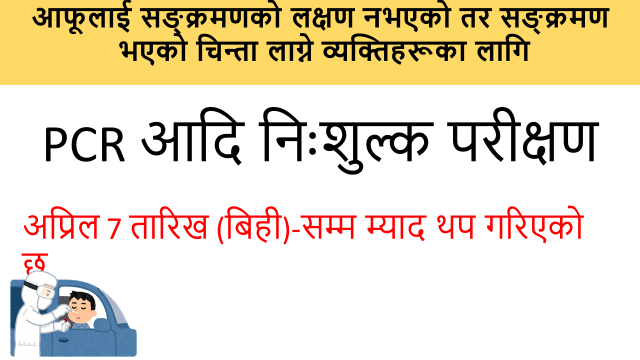 आफूलाई सङ्क्रमणको लक्षण नभएको तर सङ्क्रमण
भएको चिन्ता लाग्ने व्यक्तिहरूका लागि
PCR आदि निःशुल्क परीक्षण
अप्रिल 7 तारिख (बिही)-सम्म म्याद थप गरिएको
छ